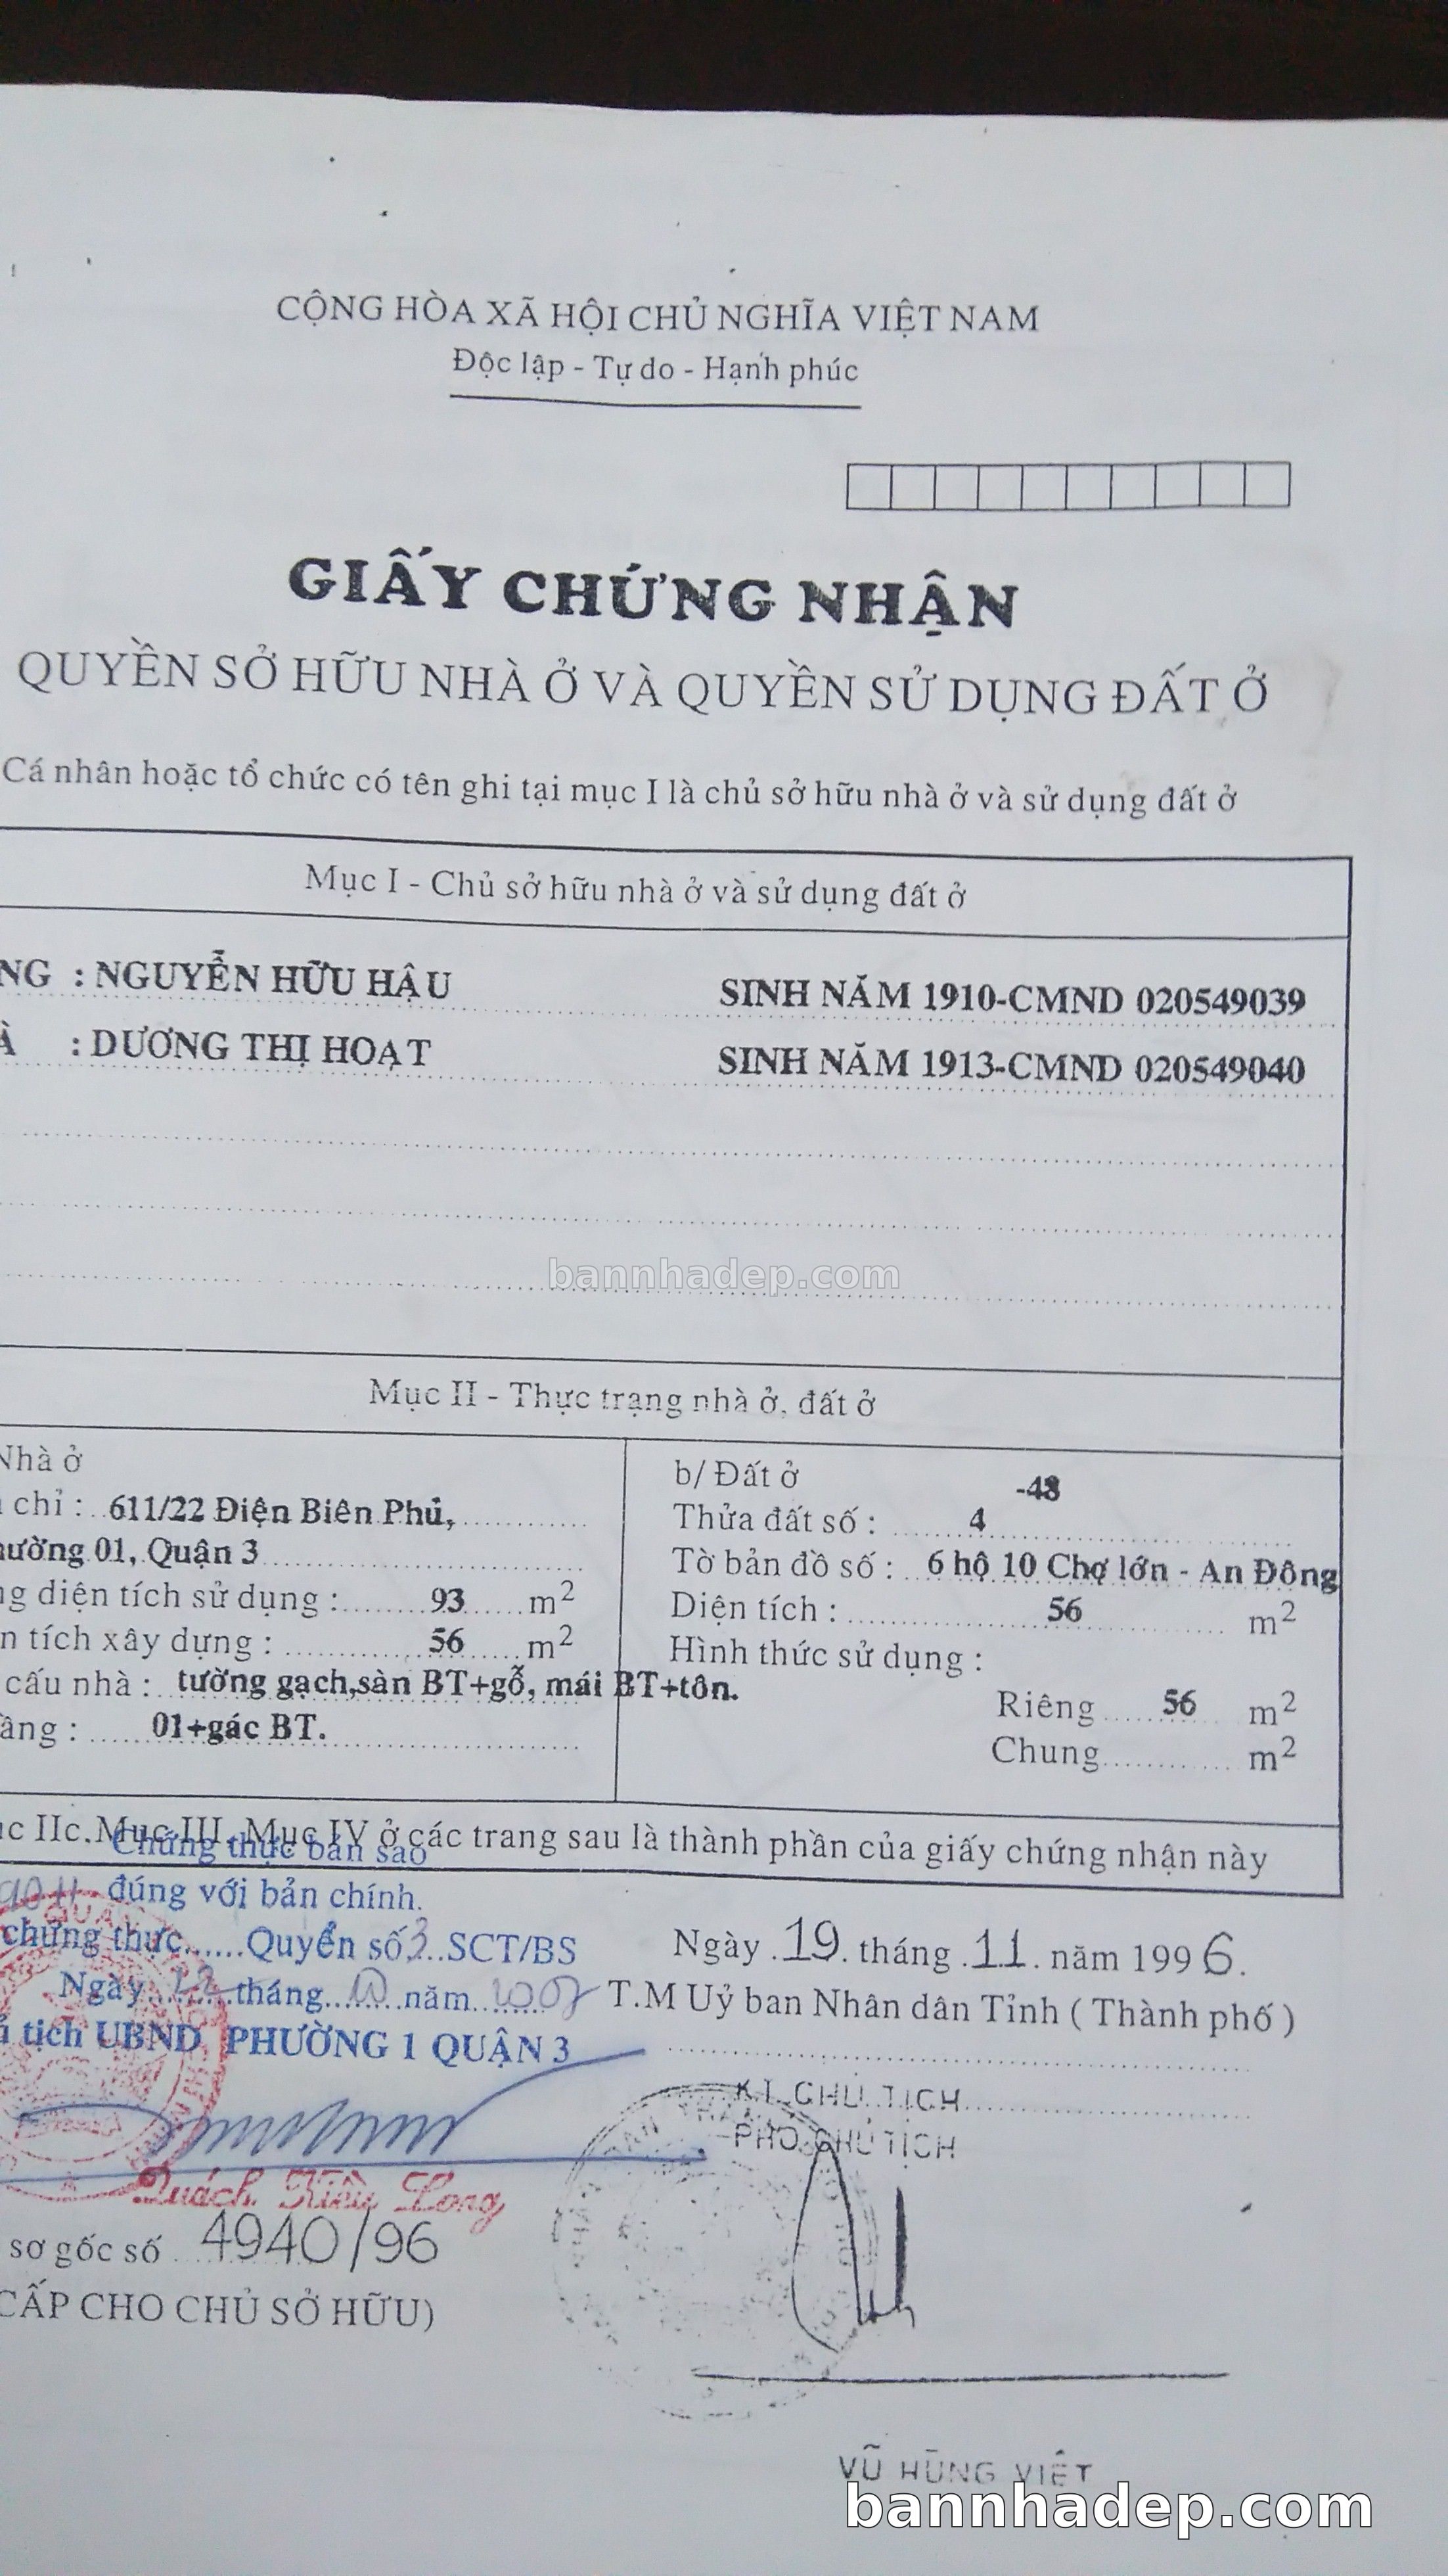 CỘNG HÒA XÃ HỘI CHỦ NGHĨA VIỆT NAM
Độc lập - Tự do - Hạnh phúc
GIẤY CHỨNG NHẬN
QUYỀN SỞ HỮU NHÀ Ở VÀ QUYỀN SỬ DỤNG ĐẤT Ở
Cá nhân hoặc tổ chức có tên ghi tại mục I là chủ sở hữu nhà ở và sử dụng đất ở
Mục I - Chủ sở hữu nhà ở và sử dụng đất ở
NG : NGUYỄN HỮU HẬU SINH NĂM 1910-CMND 020549039
À : DƯƠNG THỊ HOẠT SINH NĂM 1913-CMND 020549040
bannhadep.com
Mục II - Thực trạng nhà ở, đất ở
Nhà ở
chỉ : 611/22 Điện Biên Phủ,
ường 01, Quận 3
ng diện tích sử dụng : 93 m2
n tích xây dựng : 56 m2
cấu nhà : tường gạch,sàn BT+gỗ, mái BT+tôn.
ầng : 01+gác BT.
b/ Đất ở -48
Thửa đất số : 4
Tờ bản đồ số : 6 hộ 10 Chợ lớn - An Đông
Diện tích : 56 m2
Hình thức sử dụng :
Riêng 56 m2
Chung m2
ục IIc. Mục III. Mục IV ở các trang sau là thành phần của giấy chứng nhận này
Chứng thực bản sao
đúng với bản chính.
chứng thực......Quyển số 3 SCT/BS
Ngày tháng năm
tịch UBND PHƯỜNG 1 QUẬN 3
Quách Kiều Long
Ngày 19 tháng 11 năm 1996.
T.M Uỷ ban Nhân dân Tỉnh ( Thành phố )
K.T. CHỦ TỊCH
PHÓ CHỦ TỊCH
sơ gốc số 4940/96
CẤP CHO CHỦ SỞ HỮU)
VŨ HÙNG VIỆT
bannhadep.com